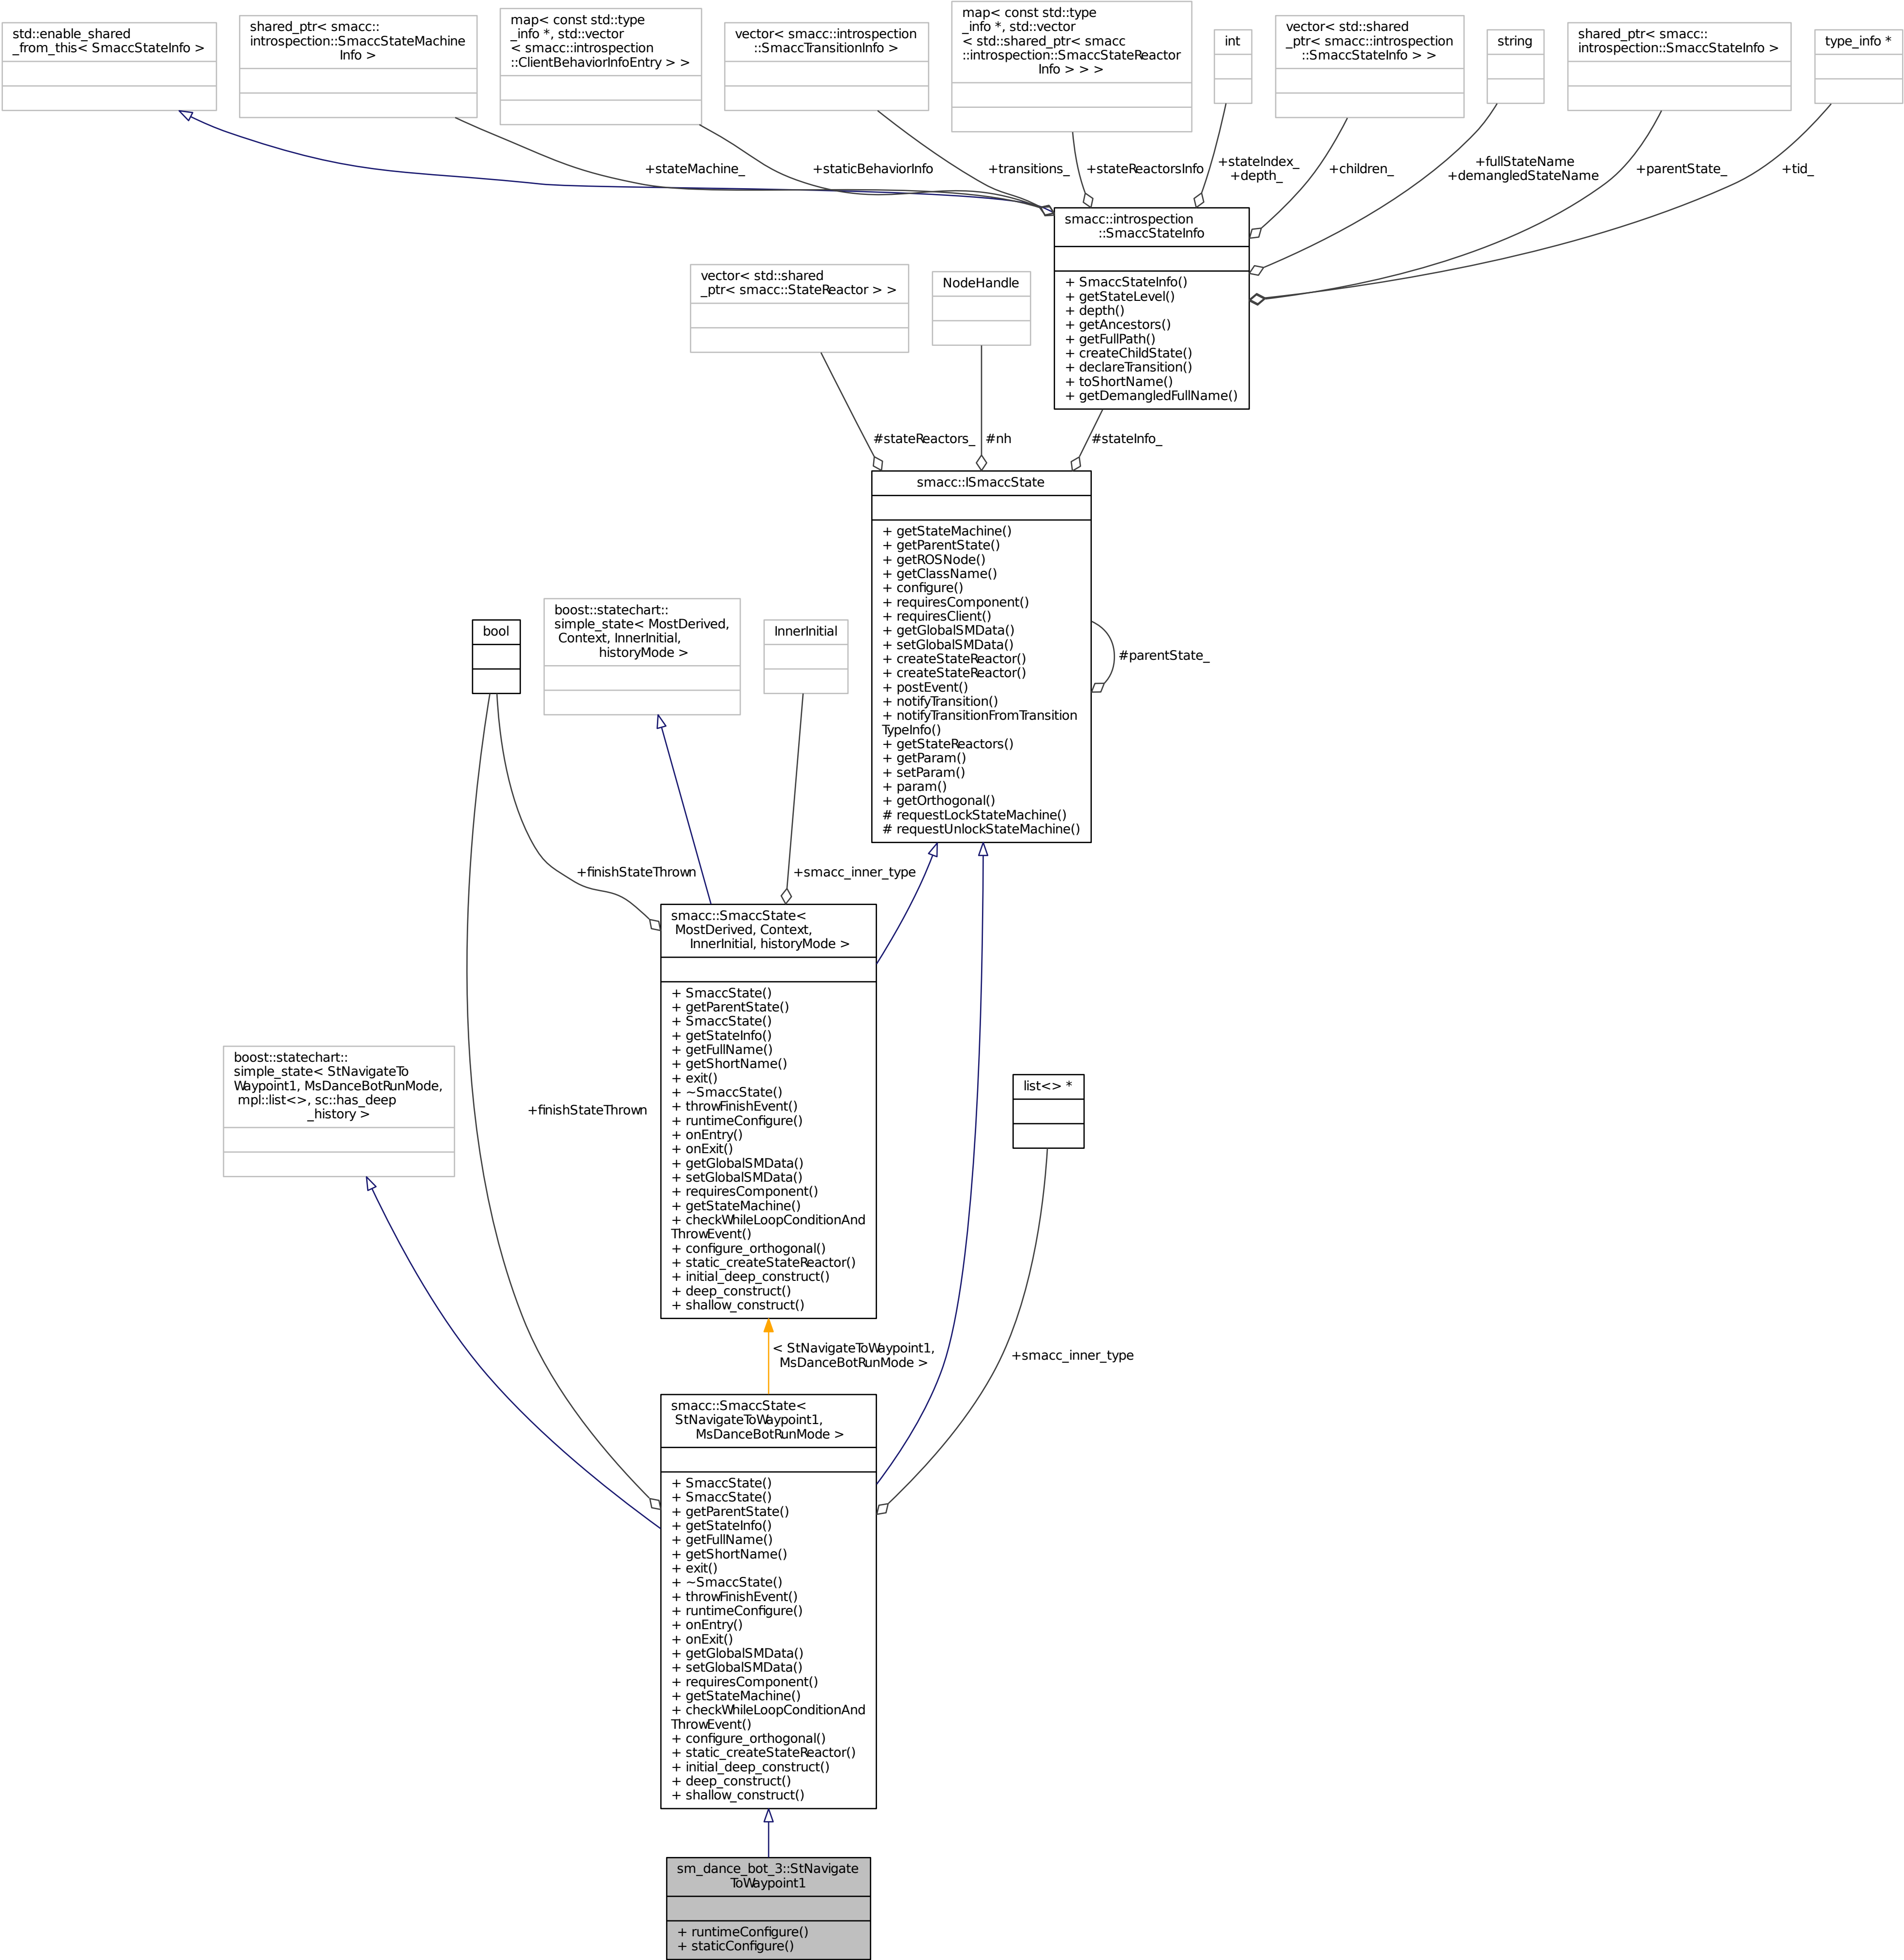 std::enable_shared
_from_this< SmaccStateInfo >
shared_ptr< smacc::
introspection::SmaccStateMachine
Info >
map< const std::type
_info *, std::vector
< smacc::introspection
::ClientBehaviorInfoEntry > >
vector< smacc::introspection
::SmaccTransitionInfo >
map< const std::type
_info *, std::vector
< std::shared_ptr< smacc
::introspection::SmaccStateReactor
Info > > >
int
vector< std::shared
_ptr< smacc::introspection
::SmaccStateInfo > >
string
shared_ptr< smacc::
introspection::SmaccStateInfo >
type_info *
+stateMachine_
+staticBehaviorInfo
+transitions_
+stateReactorsInfo
+stateIndex_
+depth_
+children_
+fullStateName
+demangledStateName
+parentState_
+tid_
smacc::introspection
::SmaccStateInfo
+ SmaccStateInfo()
+ getStateLevel()
+ depth()
+ getAncestors()
+ getFullPath()
+ createChildState()
+ declareTransition()
+ toShortName()
+ getDemangledFullName()
vector< std::shared
_ptr< smacc::StateReactor > >
NodeHandle
#stateReactors_
#nh
#stateInfo_
smacc::ISmaccState
+ getStateMachine()
+ getParentState()
+ getROSNode()
+ getClassName()
+ configure()
+ requiresComponent()
+ requiresClient()
+ getGlobalSMData()
+ setGlobalSMData()
+ createStateReactor()
+ createStateReactor()
+ postEvent()
+ notifyTransition()
+ notifyTransitionFromTransition
TypeInfo()
+ getStateReactors()
+ getParam()
+ setParam()
+ param()
+ getOrthogonal()
# requestLockStateMachine()
# requestUnlockStateMachine()
#parentState_
bool
boost::statechart::
simple_state< MostDerived,
Context, InnerInitial,
historyMode >
InnerInitial
+finishStateThrown
+smacc_inner_type
smacc::SmaccState<
MostDerived, Context,
InnerInitial, historyMode >
+ SmaccState()
+ getParentState()
+ SmaccState()
+ getStateInfo()
+ getFullName()
+ getShortName()
+ exit()
+ ~SmaccState()
+ throwFinishEvent()
+ runtimeConfigure()
+ onEntry()
+ onExit()
+ getGlobalSMData()
+ setGlobalSMData()
+ requiresComponent()
+ getStateMachine()
+ checkWhileLoopConditionAnd
ThrowEvent()
+ configure_orthogonal()
+ static_createStateReactor()
+ initial_deep_construct()
+ deep_construct()
+ shallow_construct()
boost::statechart::
simple_state< StNavigateTo
Waypoint1, MsDanceBotRunMode,
mpl::list<>, sc::has_deep
_history >
+finishStateThrown
list<> *
< StNavigateToWaypoint1,
MsDanceBotRunMode >
+smacc_inner_type
smacc::SmaccState<
StNavigateToWaypoint1,
MsDanceBotRunMode >
+ SmaccState()
+ SmaccState()
+ getParentState()
+ getStateInfo()
+ getFullName()
+ getShortName()
+ exit()
+ ~SmaccState()
+ throwFinishEvent()
+ runtimeConfigure()
+ onEntry()
+ onExit()
+ getGlobalSMData()
+ setGlobalSMData()
+ requiresComponent()
+ getStateMachine()
+ checkWhileLoopConditionAnd
ThrowEvent()
+ configure_orthogonal()
+ static_createStateReactor()
+ initial_deep_construct()
+ deep_construct()
+ shallow_construct()
sm_dance_bot_3::StNavigate
ToWaypoint1
+ runtimeConfigure()
+ staticConfigure()